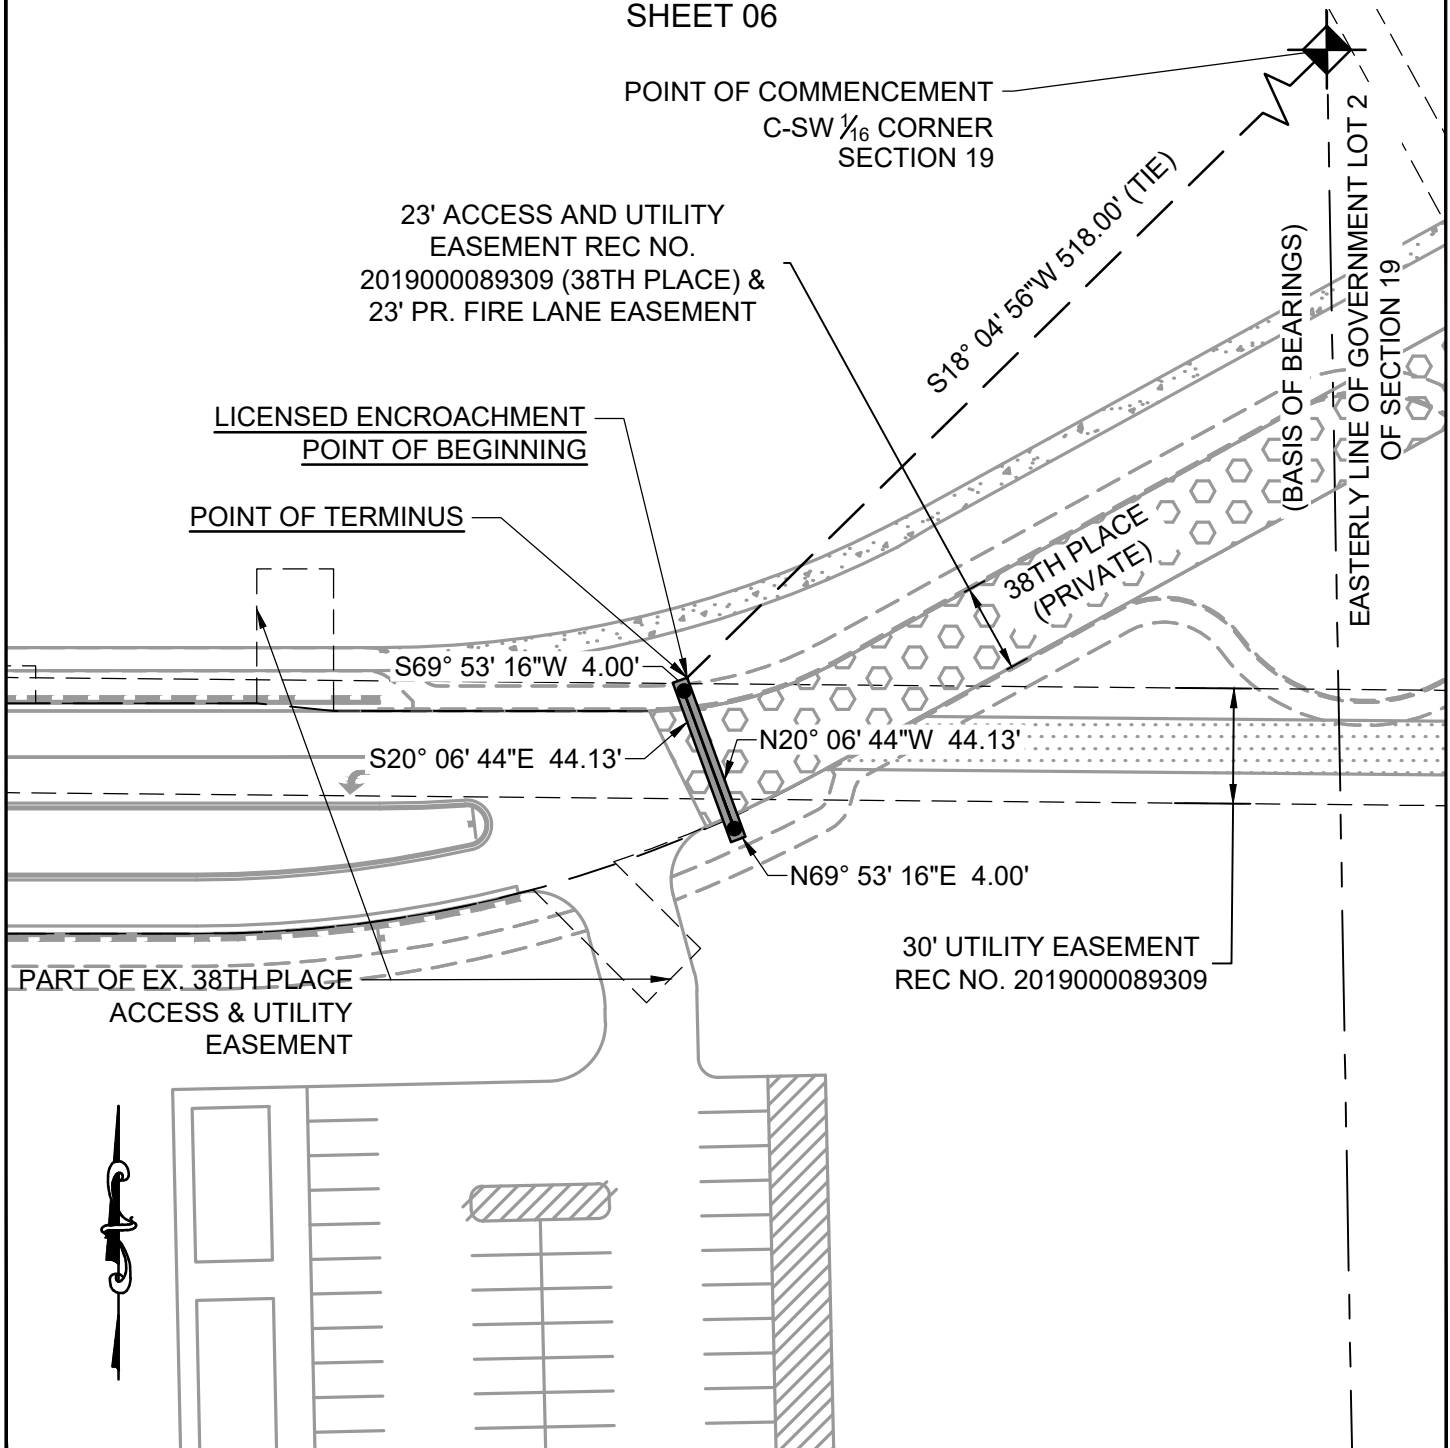 SHEET 06
POINT OF COMMENCEMENT
C-SW 1/16 CORNER
SECTION 19
23' ACCESS AND UTILITY
EASEMENT REC NO.
2019000089309 (38TH PLACE) &
23' PR. FIRE LANE EASEMENT
S18° 04' 56"W 518.00' (TIE)
(BASIS OF BEARINGS)
EASTERLY LINE OF GOVERNMENT LOT 2
OF SECTION 19
LICENSED ENCROACHMENT
POINT OF BEGINNING
POINT OF TERMINUS
38TH PLACE
(PRIVATE)
S69° 53' 16"W 4.00'
S20° 06' 44"E 44.13'
N20° 06' 44"W 44.13'
N69° 53' 16"E 4.00'
30' UTILITY EASEMENT
REC NO. 2019000089309
PART OF EX. 38TH PLACE
ACCESS & UTILITY
EASEMENT